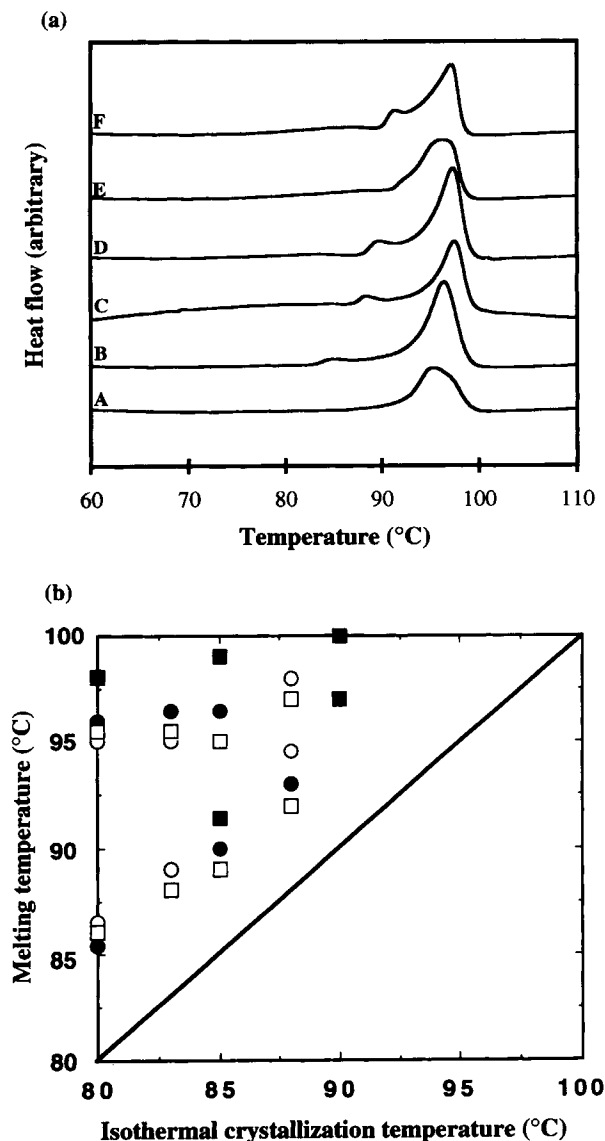 (a)
F
E
D
C
B
A
Heat flow (arbitrary)
60 70 80 90 100 110
Temperature (°C)
(b)
100
95
90
85
80
Melting temperature (°C)
80 85 90 95 100
Isothermal crystallization temperature (°C)